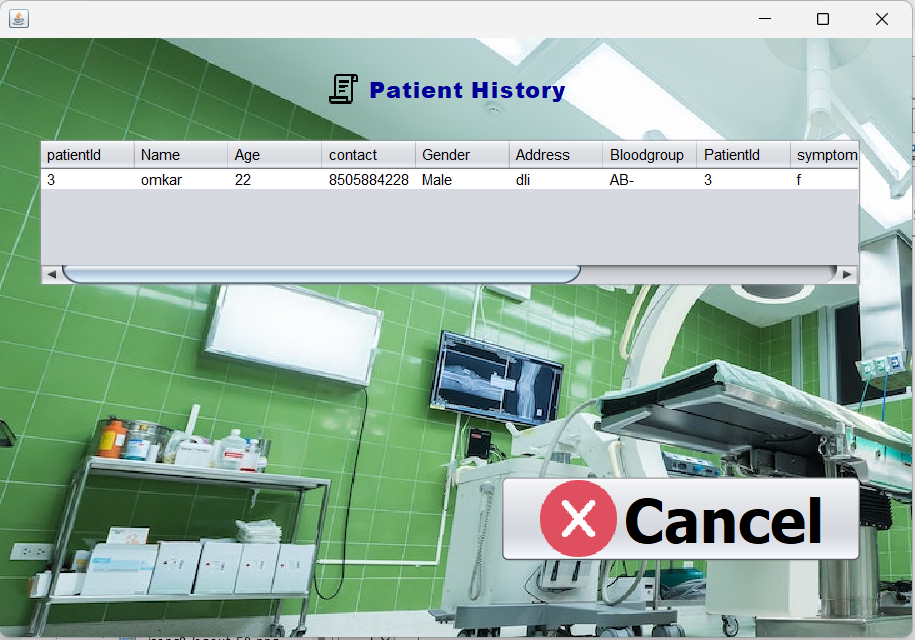 Patient History
patientId Name Age contact Gender Address Bloodgroup PatientId symptom
3 omkar 22 8505884228 Male dli AB- 3 f
Cancel